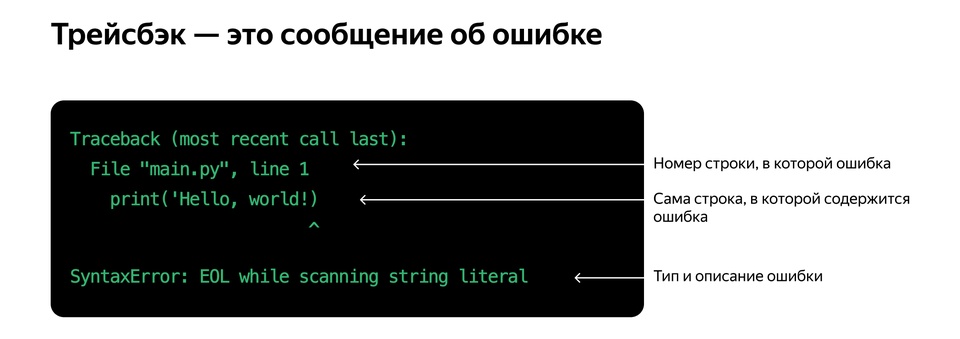 Трейсбэк — это сообщение об ошибке
Traceback (most recent call last):
File "main.py", line 1
Номер строки, в которой ошибка
print('Hello, world!)
Сама строка, в которой содержится
ошибка
^
SyntaxError: EOL while scanning string literal
Тип и описание ошибки